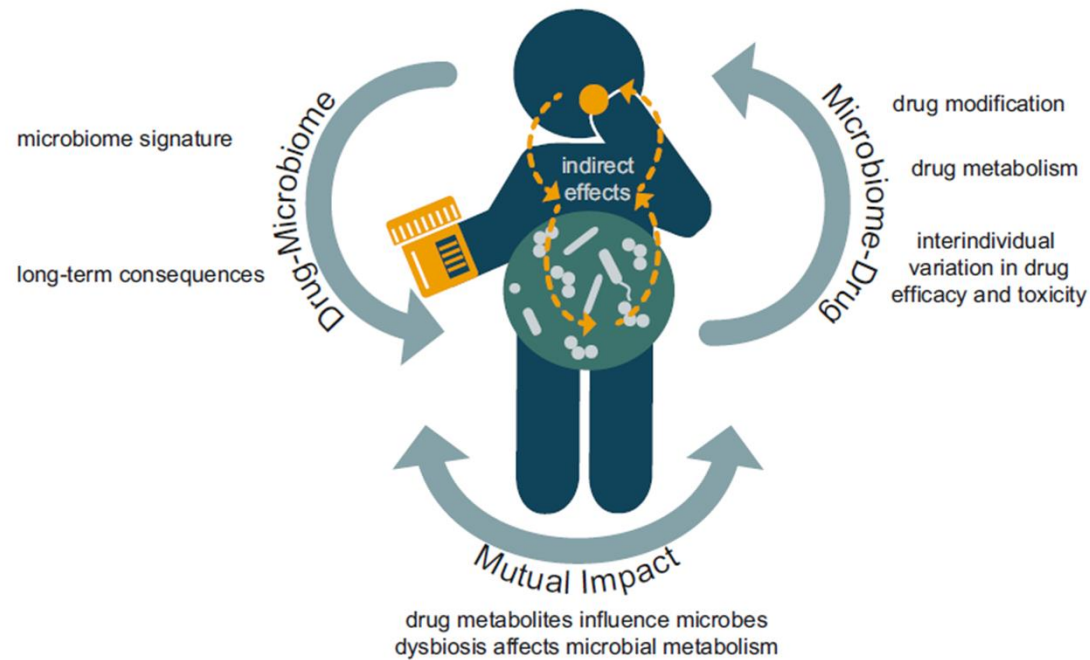 Drug-Microbiome
microbiome signature
long-term consequences
indirect
effects
Microbiome-Drug
drug modification
drug metabolism
interindividual
variation in drug
efficacy and toxicity
Mutual Impact
drug metabolites influence microbes
dysbiosis affects microbial metabolism